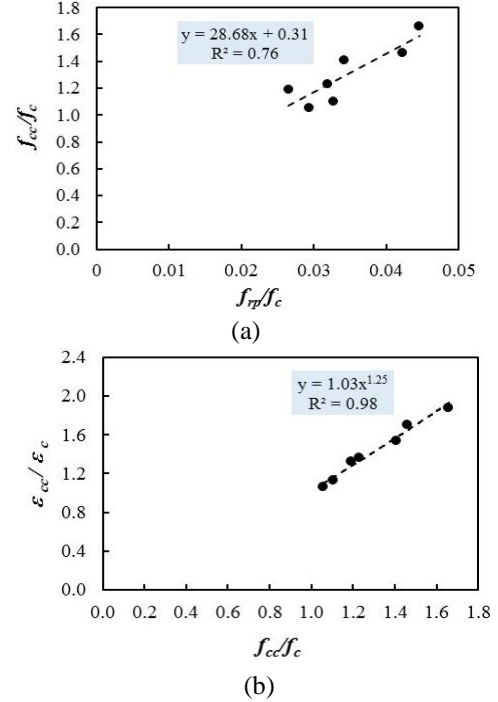 1.8
1.6
1.4
1.2
1.0
0.8
0.6
0.4
0.2
0.0
y = 28.68x + 0.31
R² = 0.76
f_cc/f_c
0 0.01 0.02 0.03 0.04 0.05
f_rp/f_c
(a)
2.4
2.0
1.6
1.2
0.8
0.4
0.0
y = 1.03x^1.25
R² = 0.98
ε_cc / ε_c
0.0 0.2 0.4 0.6 0.8 1.0 1.2 1.4 1.6 1.8
f_cc/f_c
(b)